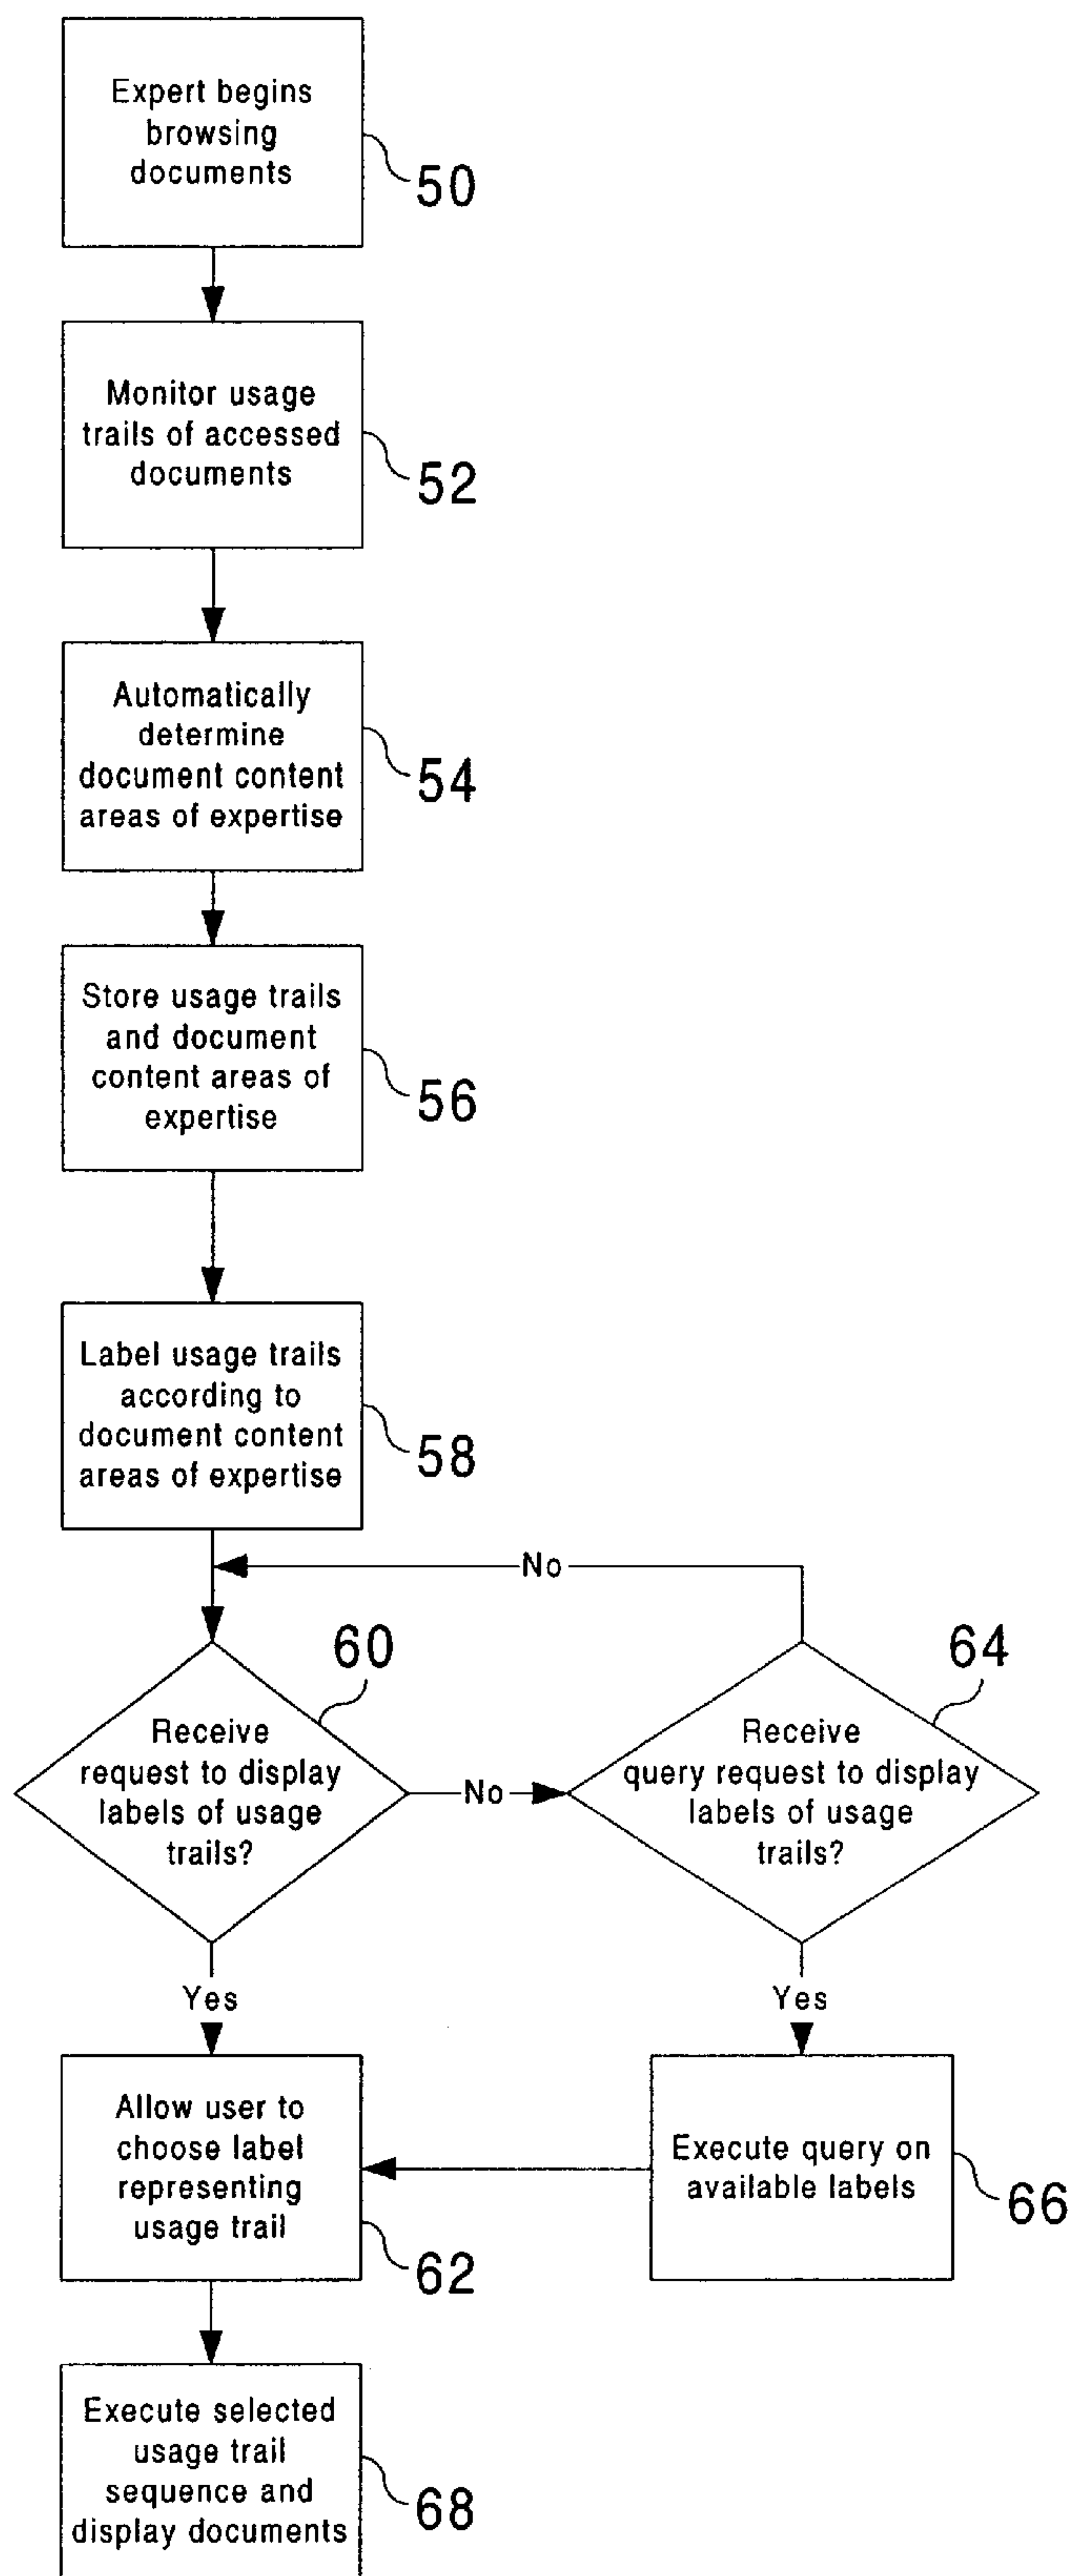 Expert begins
browsing
documents
50
Monitor usage
trails of accessed
documents
52
Automatically
determine
document content
areas of expertise
54
Store usage trails
and document
content areas of
expertise
56
Label usage trails
according to
document content
areas of expertise
58
No
60
64
Receive
request to display
labels of usage
trails?
No
Receive
query request to display
labels of usage
trails?
Yes
Yes
Allow user to
choose label
representing
usage trail
62
Execute query on
available labels
66
Execute selected
usage trail
sequence and
display documents
68